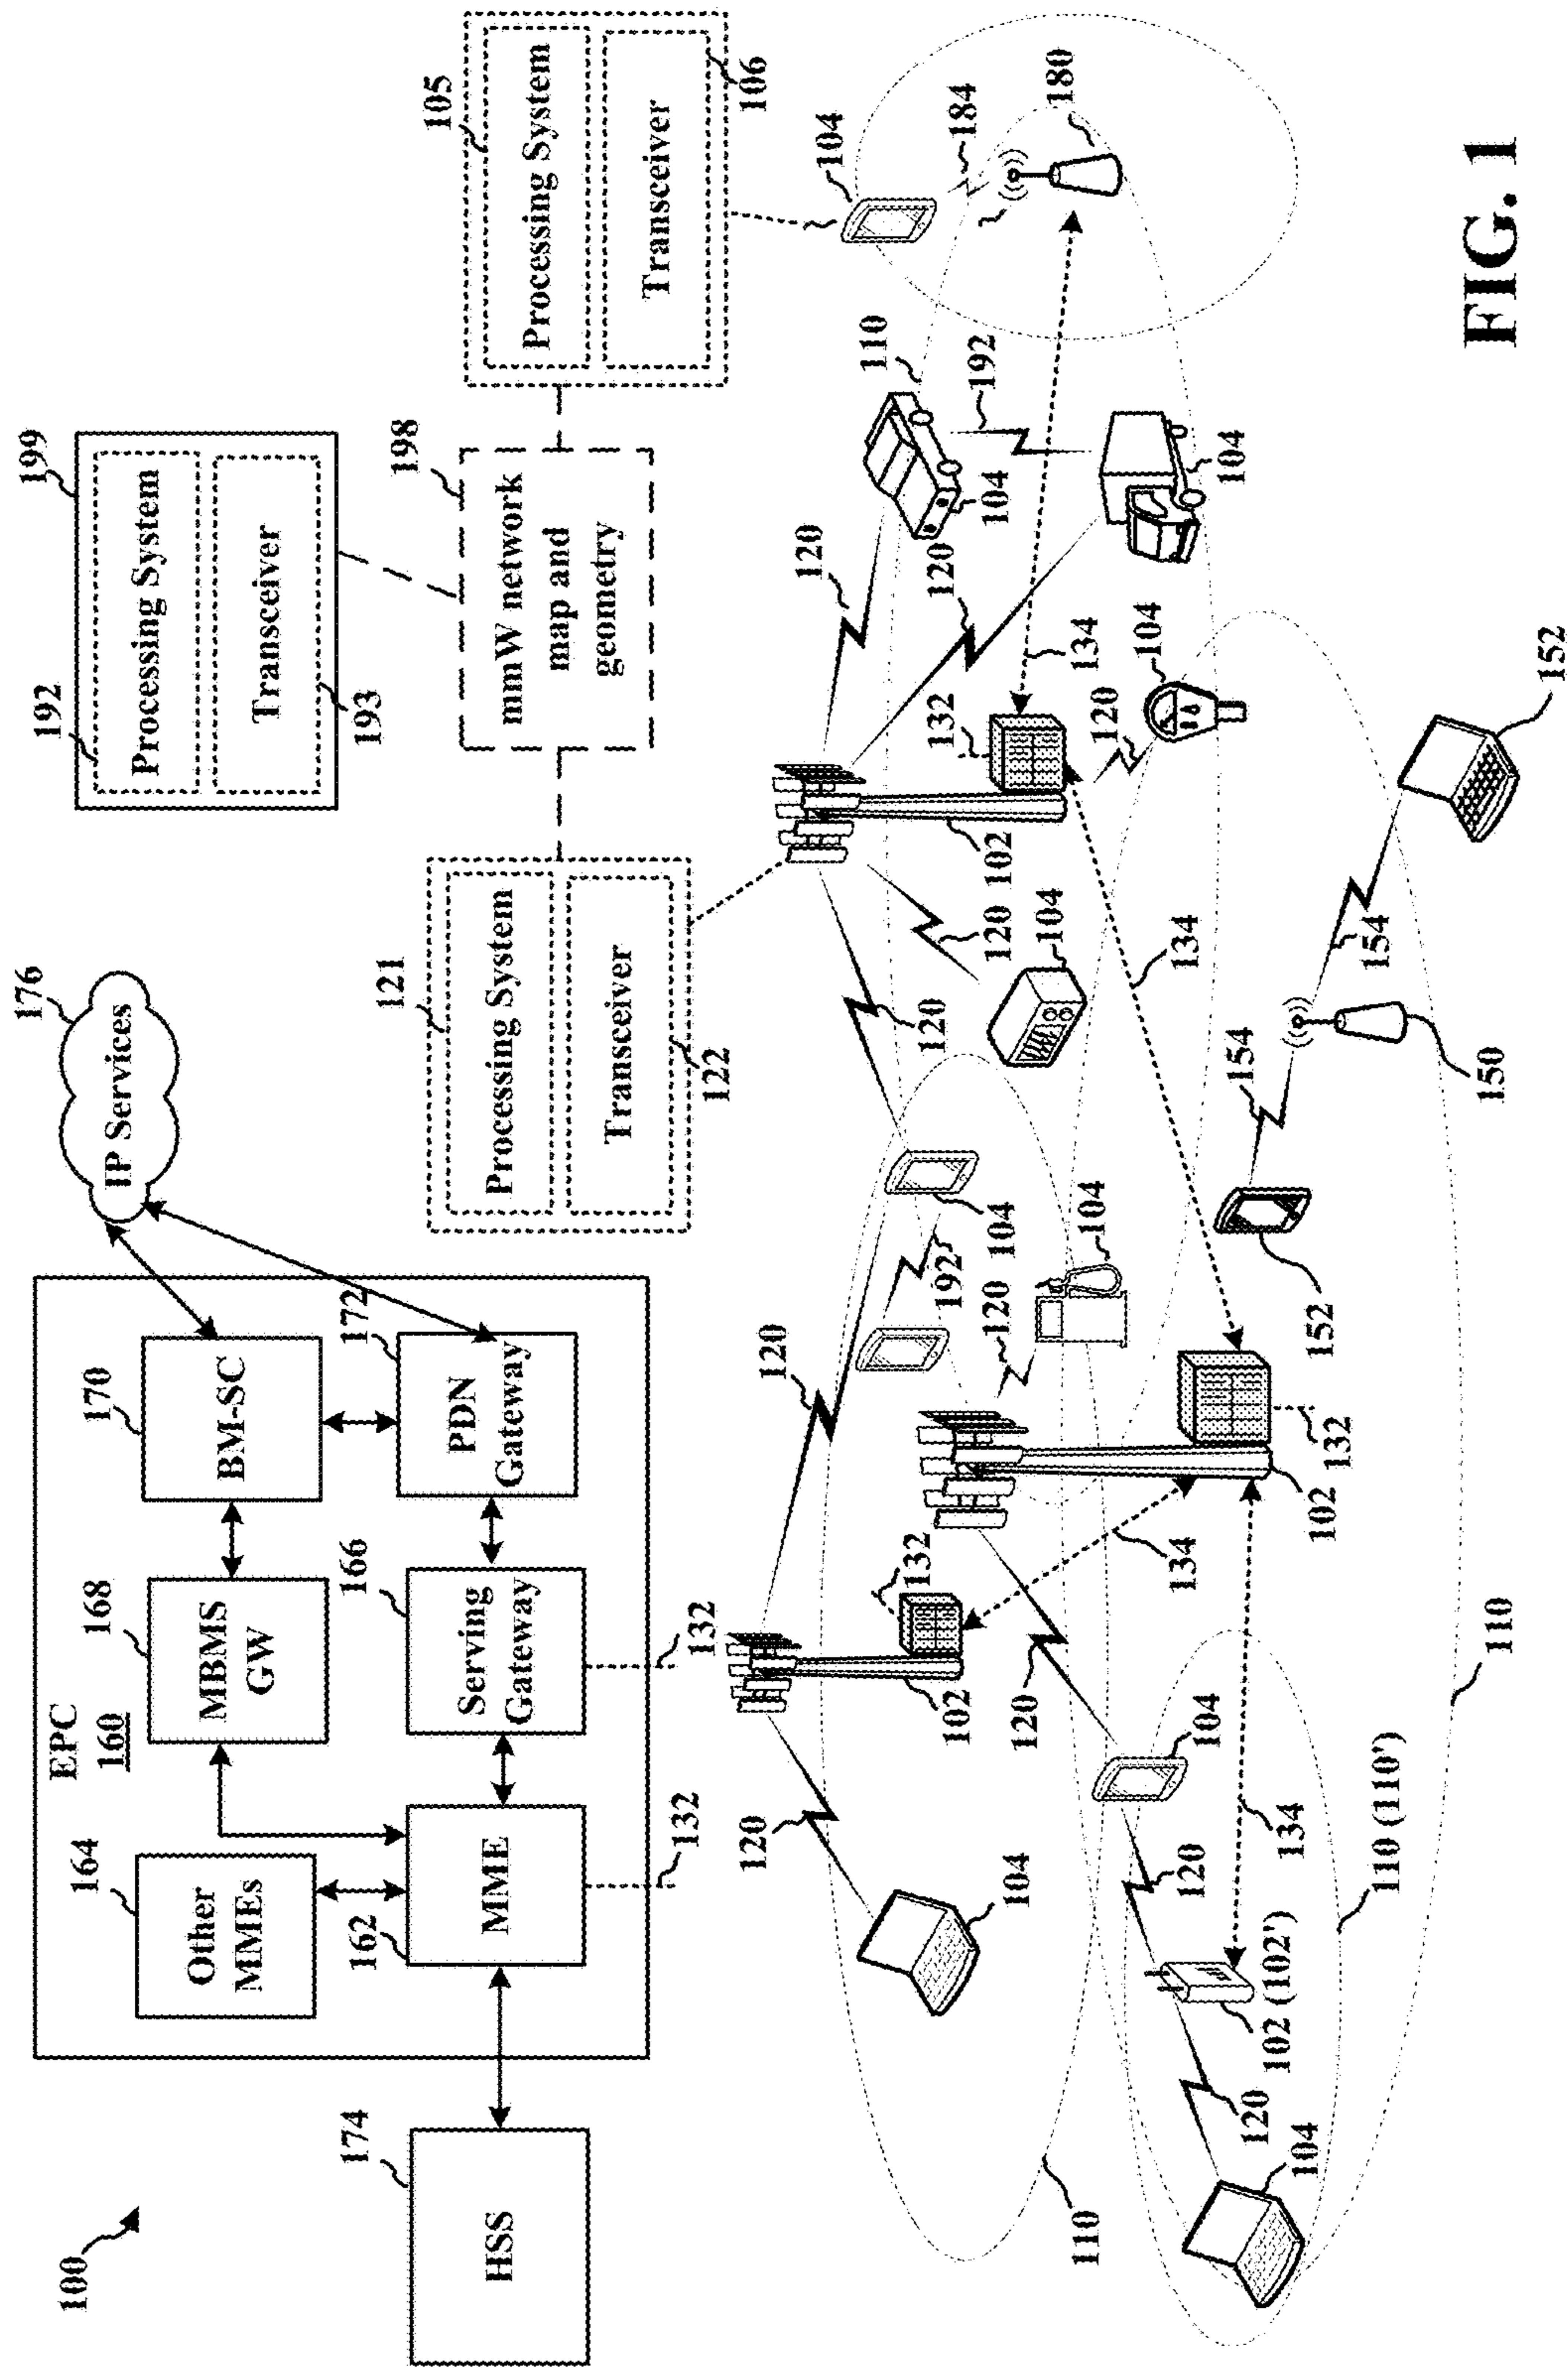 100
EPC
160
164
Other
MMEs
168
MBMS
GW
170
BM-SC
176
IP Services
174
HSS
162
MME
166
Serving
Gateway
172
PDN
Gateway
132
132
192
Processing System
Transceiver
193
199
121
Processing System
Transceiver
122
198
mmW network
map and
geometry
105
Processing System
Transceiver
106
120
104
102
132
120
120
192
104
120
104
120
120
104
102
132
120
110
104
120
104
192
104
184
180
134
120
104
110
120
104
120
102 (102')
134
120
104
134
102
132
134
152
154
150
154
152
110 (110')
110
FIG. 1